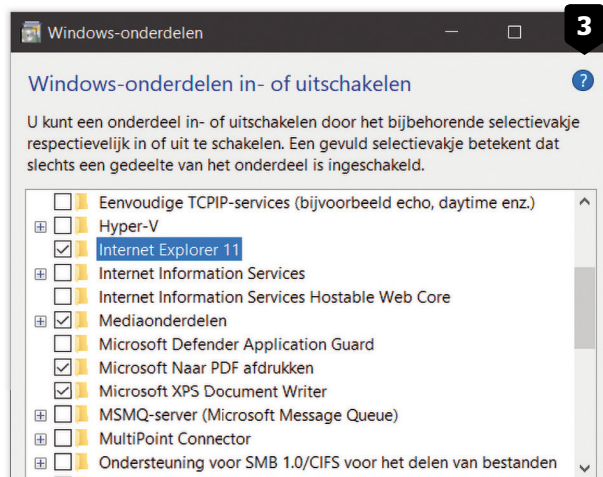 Windows-onderdelen
3
Windows-onderdelen in- of uitschakelen
?
U kunt een onderdeel in- of uitschakelen door het bijbehorende selectievakje
respectievelijk in of uit te schakelen. Een gevuld selectievakje betekent dat
slechts een gedeelte van het onderdeel is ingeschakeld.
Eenvoudige TCPIP-services (bijvoorbeeld echo, daytime enz.)
Hyper-V
Internet Explorer 11
Internet Information Services
Internet Information Services Hostable Web Core
Mediaonderdelen
Microsoft Defender Application Guard
Microsoft Naar PDF afdrukken
Microsoft XPS Document Writer
MSMQ-server (Microsoft Message Queue)
MultiPoint Connector
Ondersteuning voor SMB 1.0/CIFS voor het delen van bestanden